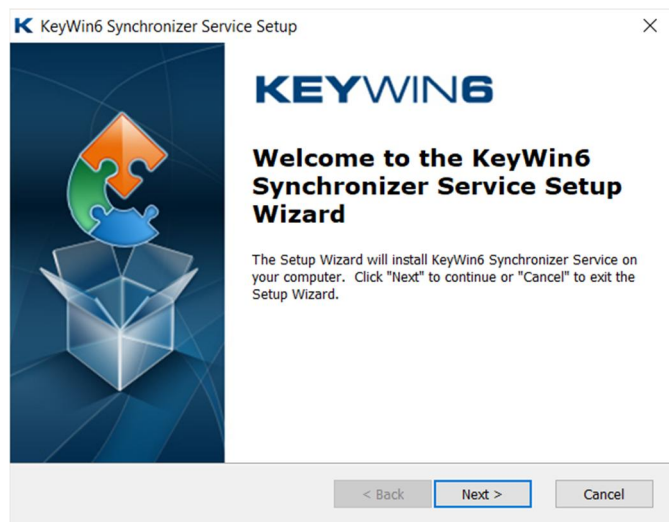 KeyWin6 Synchronizer Service Setup
KEYWIN6
Welcome to the KeyWin6
Synchronizer Service Setup
Wizard
The Setup Wizard will install KeyWin6 Synchronizer Service on
your computer.  Click "Next" to continue or "Cancel" to exit the
Setup Wizard.
< Back
Next >
Cancel